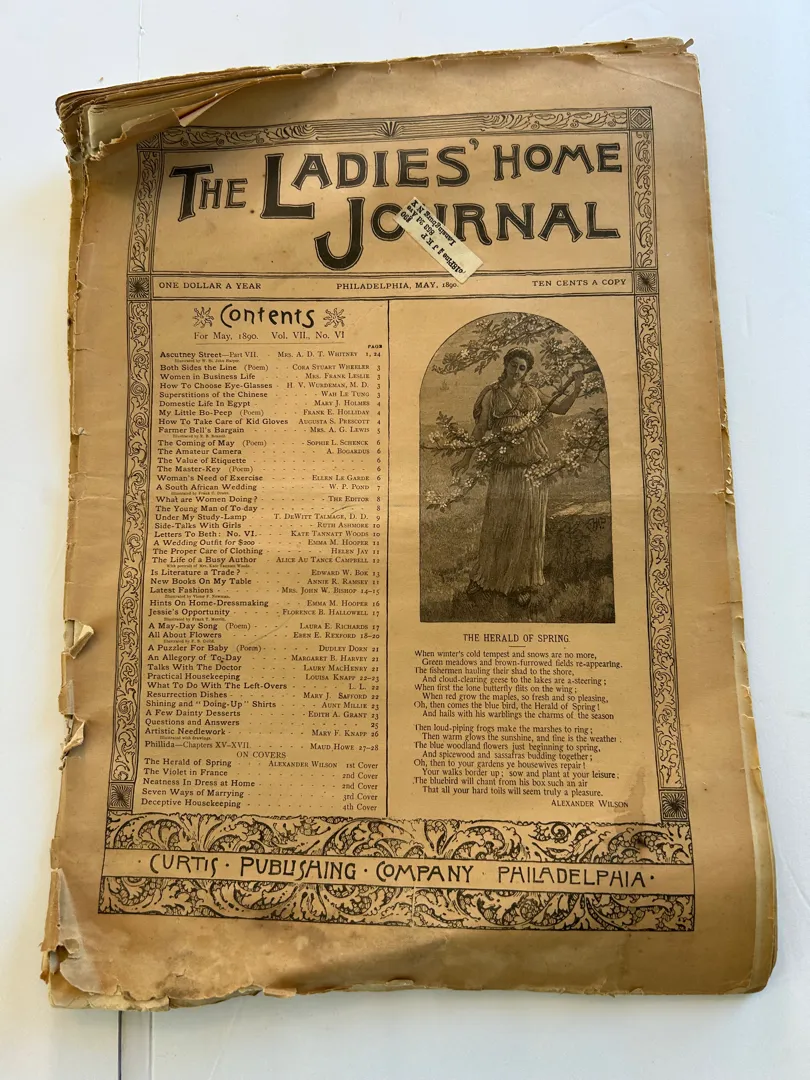 THE LADIES' HOME
JOURNAL
ONE DOLLAR A YEAR PHILADELPHIA, MAY, 1890. TEN CENTS A COPY
Contents
For May, 1890. Vol. VII., No. VI
PAGE
Ascutney Street—Part VII. MRS. A. D. T. WHITNEY 1, 24
Both Sides the Line (Poem) CORA STUART WHEELER 3
Women in Business Life MRS. FRANK LESLIE 3
How To Choose Eye-Glasses H. V. WÜRDEMAN, M. D. 3
Superstitions of the Chinese WAH LE TUNG 3
Domestic Life In Egypt MARY J. HOLMES 4
My Little Bo-Peep (Poem) FRANK E. HOLLIDAY 4
How To Take Care of Kid Gloves AUGUSTA S. PRESCOTT 4
Farmer Bell's Bargain MRS. A. G. LEWIS 5
The Coming of May (Poem) SOPHIE L. SCHENCK 6
The Amateur Camera A. BOGARDUS 6
The Value of Etiquette 6
The Master-Key (Poem) 6
Woman's Need of Exercise ELLEN LE GARDE 6
A South African Wedding W. P. POND 7
What are Women Doing? THE EDITOR 8
The Young Man of To-day 8
Under My Study-Lamp T. DEWITT TALMAGE, D. D. 9
Side-Talks With Girls RUTH ASHMORE 10
Letters To Beth: No. VI. KATE TANNATT WOODS 10
A Wedding Outfit for $200 EMMA M. HOOPER 11
The Proper Care of Clothing HELEN JAY 11
The Life of a Busy Author ALICE AU TANCE CAMPBELL 12
Is Literature a Trade? EDWARD W. BOK 13
New Books On My Table ANNIE R. RAMSEY 13
Latest Fashions MRS. JOHN W. BISHOP 14-15
Hints On Home-Dressmaking EMMA M. HOOPER 16
Jessie's Opportunity FLORENCE B. HALLOWELL 17
A May-Day Song (Poem) LAURA E. RICHARDS 17
All About Flowers EBEN E. REXFORD 18-20
A Puzzler For Baby (Poem) DUDLEY DORN 21
An Allegory of To-Day MARGARET B. HARVEY 21
Talks With The Doctor LAURY MACHENEY 21
Practical Housekeeping LOUISA KNAPP 22-23
What To Do With The Left-Overs L. L. 22
Resurrection Dishes MARY J. SAFFORD 22
Shining and "Doing-Up" Shirts AUNT MILLIE 23
A Few Dainty Desserts EDITH A. GRANT 23
Questions and Answers 25
Artistic Needlework MARY F. KNAPP 26
Phillida—Chapters XV-XVII. MAUD HOWE 27-28
ON COVERS
The Herald of Spring ALEXANDER WILSON 1st Cover
The Violet in France 2nd Cover
Neatness In Dress at Home 2nd Cover
Seven Ways of Marrying 3rd Cover
Deceptive Housekeeping 4th Cover
THE HERALD OF SPRING.
When winter's cold tempest and snows are no more,
Green meadows and brown-furrowed fields re-appearing,
The fishermen hauling their shad to the shore,
And cloud-clearing geese to the lakes are a-steering;
When first the lone butterfly flits on the wing;
When red grow the maples, so fresh and so pleasing,
Oh, then comes the blue bird, the Herald of Spring!
And hails with his warblings the charms of the season
Then loud-piping frogs make the marshes to ring;
Then warm glows the sunshine, and fine is the weather
The blue woodland flowers just beginning to spring,
And spicewood and sassafras budding together;
Oh, then to your gardens ye housewives repair!
Your walks border up; sow and plant at your leisure;
The bluebird will chant from his box such an air
That all your hard toils will seem truly a pleasure.
ALEXANDER WILSON
CURTIS · PUBLISHING · COMPANY · PHILADELPHIA ·